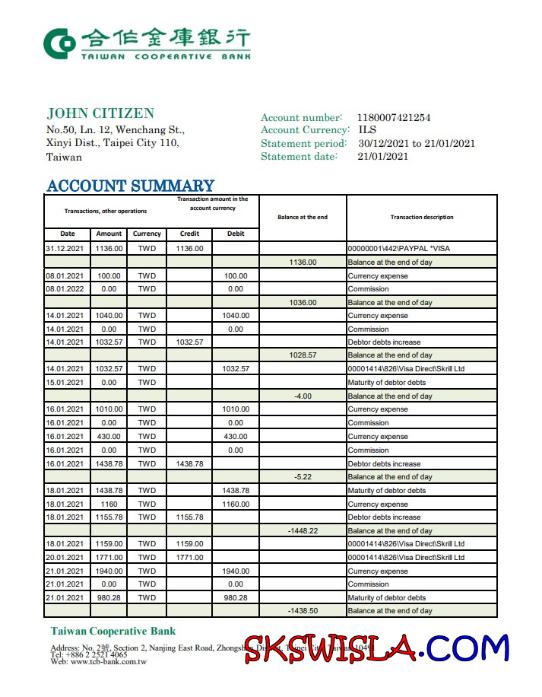 合作金庫銀行
TAIWAN COOPERATIVE BANK
JOHN CITIZEN
No.50, Ln. 12, Wenchang St.,
Xinyi Dist., Taipei City 110,
Taiwan
Account number: 1180007421254
Account Currency: ILS
Statement period: 30/12/2021 to 21/01/2021
Statement date: 21/01/2021
ACCOUNT SUMMARY
Transactions, other operations
Transaction amount in the account currency
Balance at the end
Transaction description
Date Amount Currency Credit Debit
31.12.2021 1136.00 TWD 1136.00 00000001\442\PAYPAL *VISA
1136.00 Balance at the end of day
08.01.2021 100.00 TWD 100.00 Currency expense
08.01.2022 0.00 TWD 0.00 Commission
1036.00 Balance at the end of day
14.01.2021 1040.00 TWD 1040.00 Currency expense
14.01.2021 0.00 TWD 0.00 Commission
14.01.2021 1032.57 TWD 1032.57 Debtor debts increase
1028.57 Balance at the end of day
14.01.2021 1032.57 TWD 1032.57 00001414\826\Visa Direct\Skrill Ltd
15.01.2021 0.00 TWD Maturity of debtor debts
-4.00 Balance at the end of day
16.01.2021 1010.00 TWD 1010.00 Currency expense
16.01.2021 0.00 TWD 0.00 Commission
16.01.2021 430.00 TWD 430.00 Currency expense
16.01.2021 0.00 TWD 0.00 Commission
16.01.2021 1438.78 TWD 1438.78 Debtor debts increase
-5.22 Balance at the end of day
18.01.2021 1438.78 TWD 1438.78 Maturity of debtor debts
18.01.2021 1160 TWD 1160.00 Currency expense
18.01.2021 1155.78 TWD 1155.78 Debtor debts increase
-1448.22 Balance at the end of day
18.01.2021 1159.00 TWD 1159.00 00001414\826\Visa Direct\Skrill Ltd
20.01.2021 1771.00 TWD 1771.00 00001414\826\Visa Direct\Skrill Ltd
21.01.2021 1940.00 TWD 1940.00 Currency expense
21.01.2021 0.00 TWD 0.00 Commission
21.01.2021 980.28 TWD 980.28 Maturity of debtor debts
-1438.50 Balance at the end of day
Taiwan Cooperative Bank
Address: No. Section 2, Nanjing East Road, Taiwan
Tel: +886 2 2521 4065
Web: www.tcb-bank.com.tw
SKSWISLA.COM